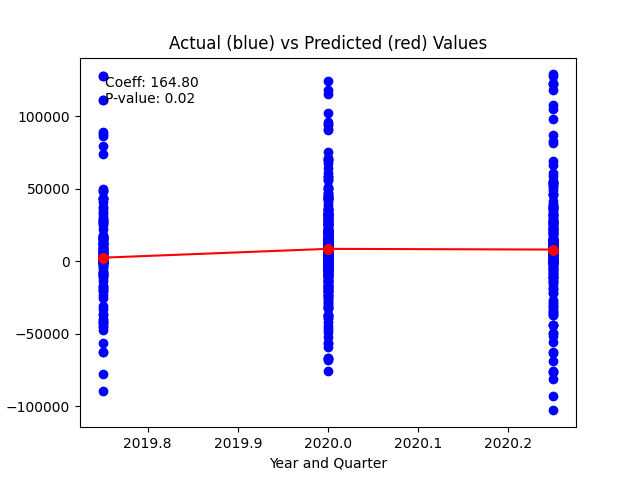 Actual (blue) vs Predicted (red) Values
Coeff: 164.80
P-value: 0.02
100000
50000
0
−50000
−100000
2019.8 2019.9 2020.0 2020.1 2020.2
Year and Quarter